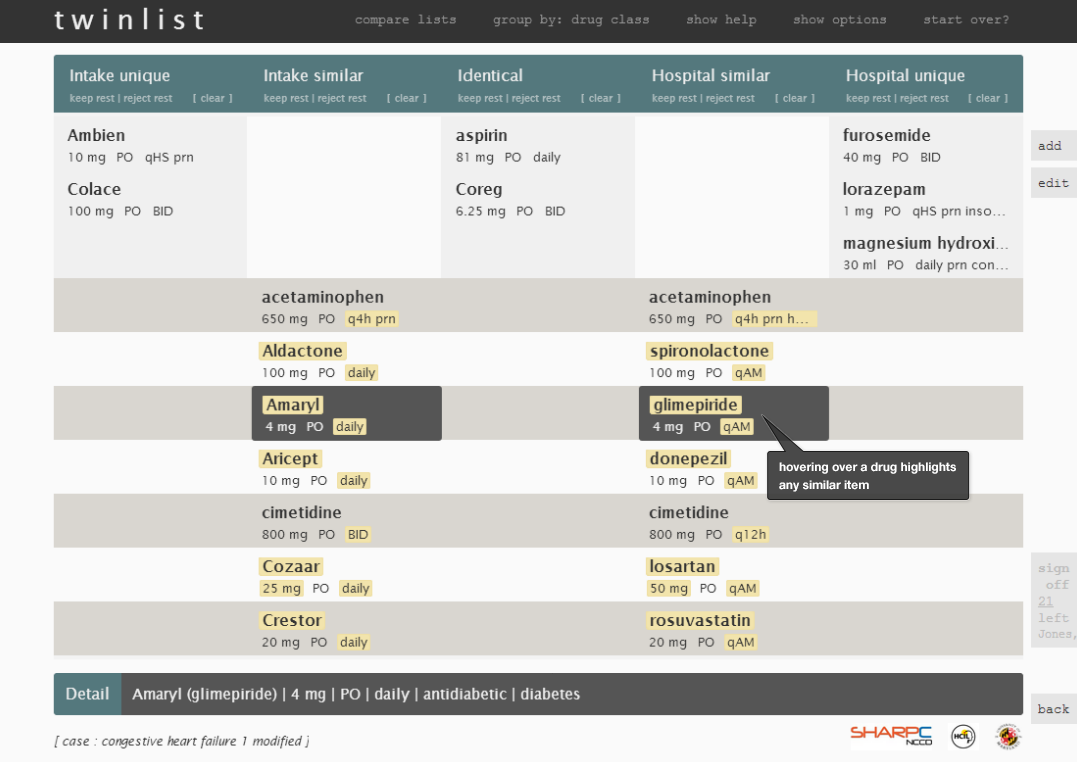 twinlist compare lists group by: drug class show help show options start over?
Intake unique Intake similar Identical Hospital similar Hospital unique
keep rest | reject rest [ clear ] keep rest | reject rest [ clear ] keep rest | reject rest [ clear ] keep rest | reject rest [ clear ] keep rest | reject rest [ clear ]
Ambien aspirin furosemide
10 mg PO qHS prn 81 mg PO daily 40 mg PO BID
add
Colace Coreg lorazepam
edit
100 mg PO BID 6.25 mg PO BID 1 mg PO qHS prn inso...
magnesium hydroxi...
30 ml PO daily prn con...
acetaminophen acetaminophen
650 mg PO q4h prn 650 mg PO q4h prn h...
Aldactone spironolactone
100 mg PO daily 100 mg PO qAM
Amaryl glimepiride
4 mg PO daily 4 mg PO qAM
Aricept donepezil
10 mg PO daily 10 mg PO qAM
hovering over a drug highlights
any similar item
cimetidine cimetidine
800 mg PO BID 800 mg PO q12h
Cozaar losartan
25 mg PO daily 50 mg PO qAM
Crestor rosuvastatin
20 mg PO daily 20 mg PO qAM
sign
off
21
left
Jones,
Detail Amaryl (glimepiride) | 4 mg | PO | daily | antidiabetic | diabetes
back
[ case : congestive heart failure 1 modified ]
SHARPC
NCCD
HCIL